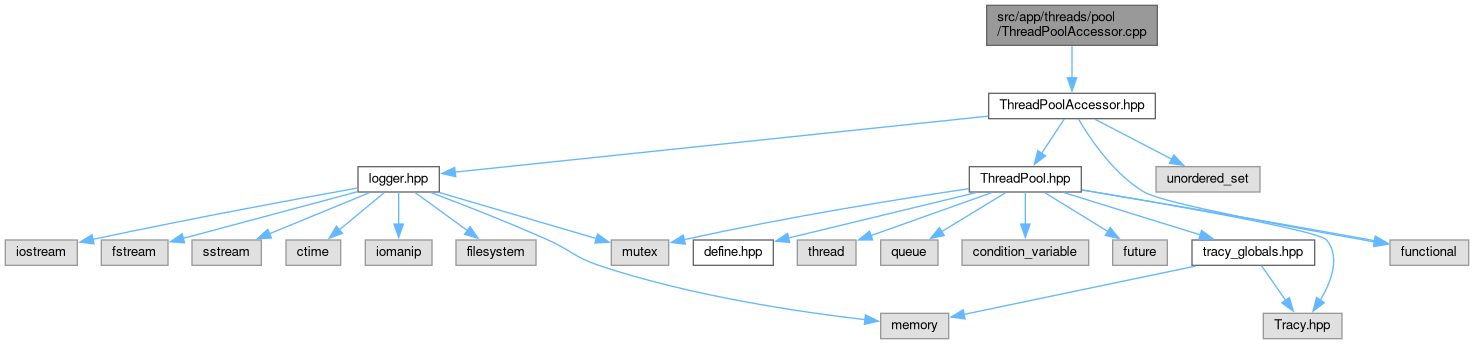 src/app/threads/pool
/ThreadPoolAccessor.cpp
ThreadPoolAccessor.hpp
logger.hpp
ThreadPool.hpp
unordered_set
iostream
fstream
sstream
ctime
iomanip
filesystem
mutex
define.hpp
thread
queue
condition_variable
future
tracy_globals.hpp
functional
memory
Tracy.hpp